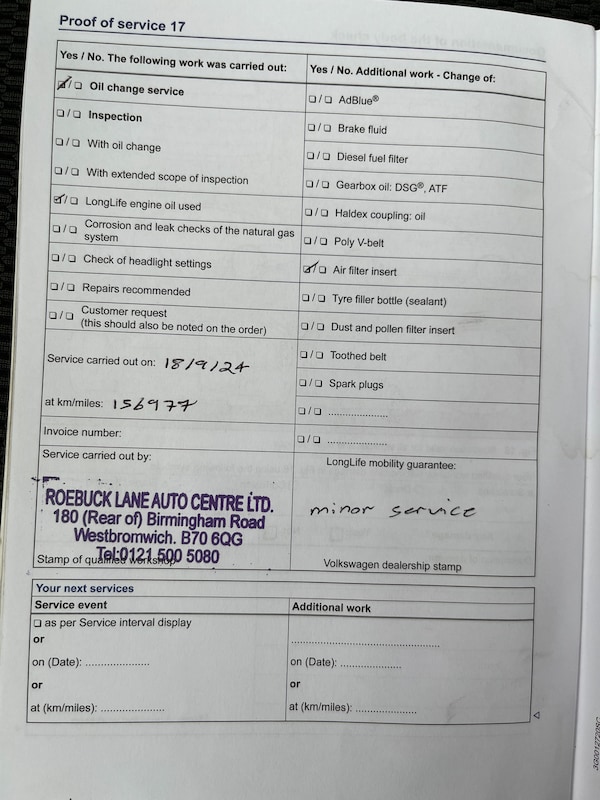 Proof of service 17
Yes / No. The following work was carried out:
☑/☐ Oil change service
☐/☐ Inspection
☐/☐ With oil change
☐/☐ With extended scope of inspection
☑/☐ LongLife engine oil used
☐/☐ Corrosion and leak checks of the natural gas
system
☐/☐ Check of headlight settings
☐/☐ Repairs recommended
☐/☐ Customer request
(this should also be noted on the order)
Service carried out on: 18/9/24
at km/miles: 156977
Invoice number:
Service carried out by:
ROEBUCK LANE AUTO CENTRE LTD.
180 (Rear of) Birmingham Road
Westbromwich. B70 6QG
Tel:0121 500 5080
Stamp of qualified workshop
Yes / No. Additional work - Change of:
☐/☐ AdBlue®
☐/☐ Brake fluid
☐/☐ Diesel fuel filter
☐/☐ Gearbox oil: DSG®, ATF
☐/☐ Haldex coupling: oil
☐/☐ Poly V-belt
☑/☐ Air filter insert
☐/☐ Tyre filler bottle (sealant)
☐/☐ Dust and pollen filter insert
☐/☐ Toothed belt
☐/☐ Spark plugs
☐/☐ ....................
☐/☐ ....................
LongLife mobility guarantee:
minor service
Volkswagen dealership stamp
Your next services
Service event
☐ as per Service interval display
or
on (Date): .....................
or
at (km/miles): .....................
Additional work
..................................................
on (Date): .....................
or
at (km/miles): .....................